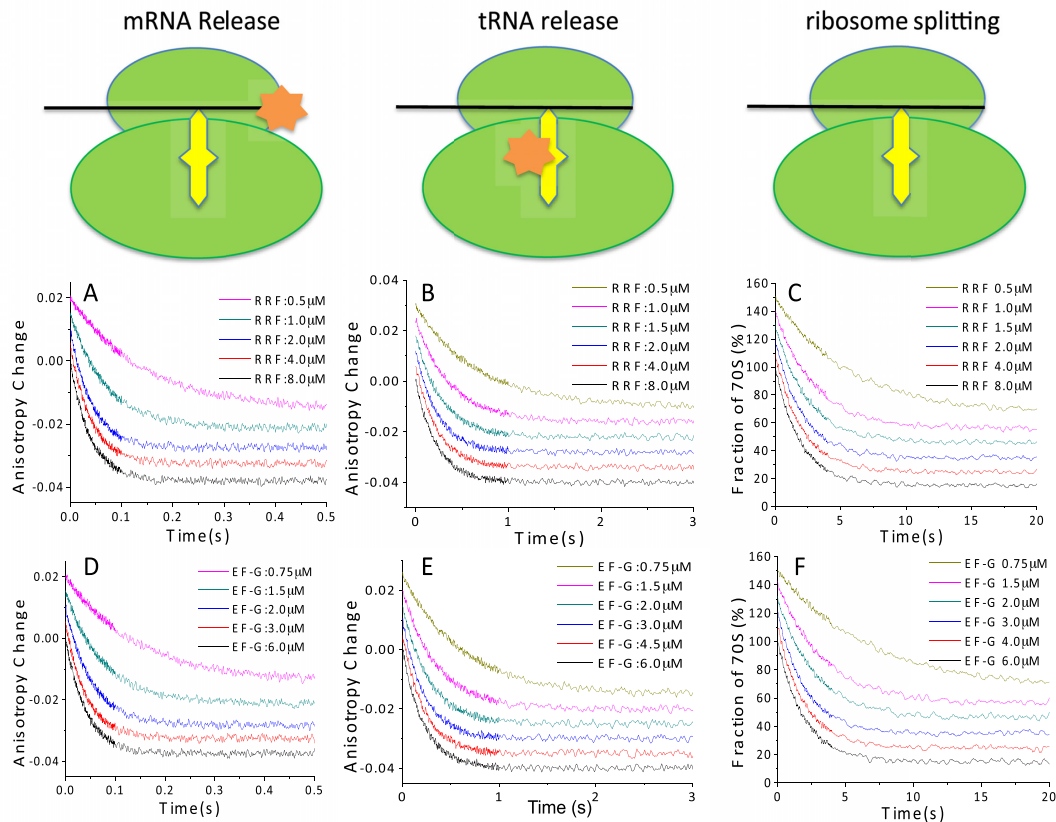 mRNA Release
tRNA release
ribosome splitting
A
Anisotropy Change
0.02
0.00
-0.02
-0.04
0.0 0.1 0.2 0.3 0.4 0.5
Time(s)
RRF:0.5μM
RRF:1.0μM
RRF:2.0μM
RRF:4.0μM
RRF:8.0μM
B
Anisotropy Change
0.04
0.02
0.00
-0.02
-0.04
0 1 2 3
Time(s)
RRF:0.5μM
RRF:1.0μM
RRF:1.5μM
RRF:2.0μM
RRF:4.0μM
RRF:8.0μM
C
Fraction of 70S (%)
160
140
120
100
80
60
40
20
0
0 5 10 15 20
Time(s)
RRF 0.5μM
RRF 1.0μM
RRF 1.5μM
RRF 2.0μM
RRF 4.0μM
RRF 8.0μM
D
Anisotropy Change
0.02
0.00
-0.02
-0.04
0.0 0.1 0.2 0.3 0.4 0.5
Time(s)
EF-G:0.75μM
EF-G:1.5μM
EF-G:2.0μM
EF-G:3.0μM
EF-G:6.0μM
E
Anisotropy Change
0.02
0.00
-0.02
-0.04
0 1 2 3
Time (s)
EF-G:0.75μM
EF-G:1.5μM
EF-G:2.0μM
EF-G:3.0μM
EF-G:4.5μM
EF-G:6.0μM
F
Fraction of 70S (%)
160
140
120
100
80
60
40
20
0
0 5 10 15 20
Time(s)
EF-G 0.75μM
EF-G 1.5μM
EF-G 2.0μM
EF-G 3.0μM
EF-G 4.0μM
EF-G 6.0μM